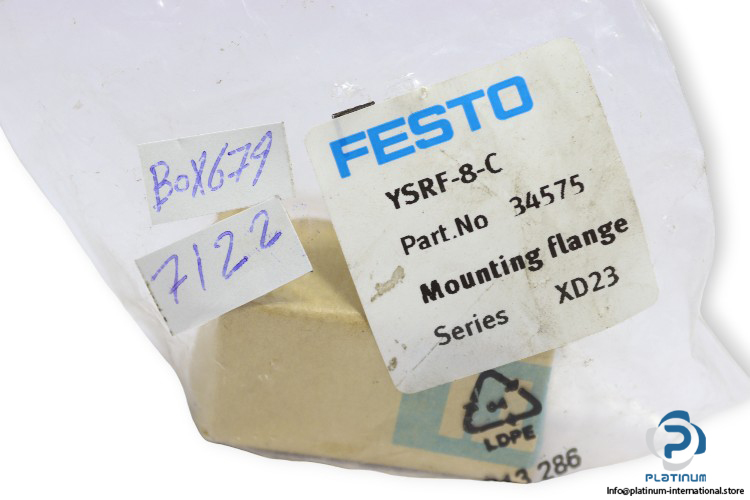 BOX679
7122
FESTO
YSRF-8-C
Part.No 34575
Mounting flange
Series XD23
04
LDPE
286
PLATINUM
Info@platinum-international.store